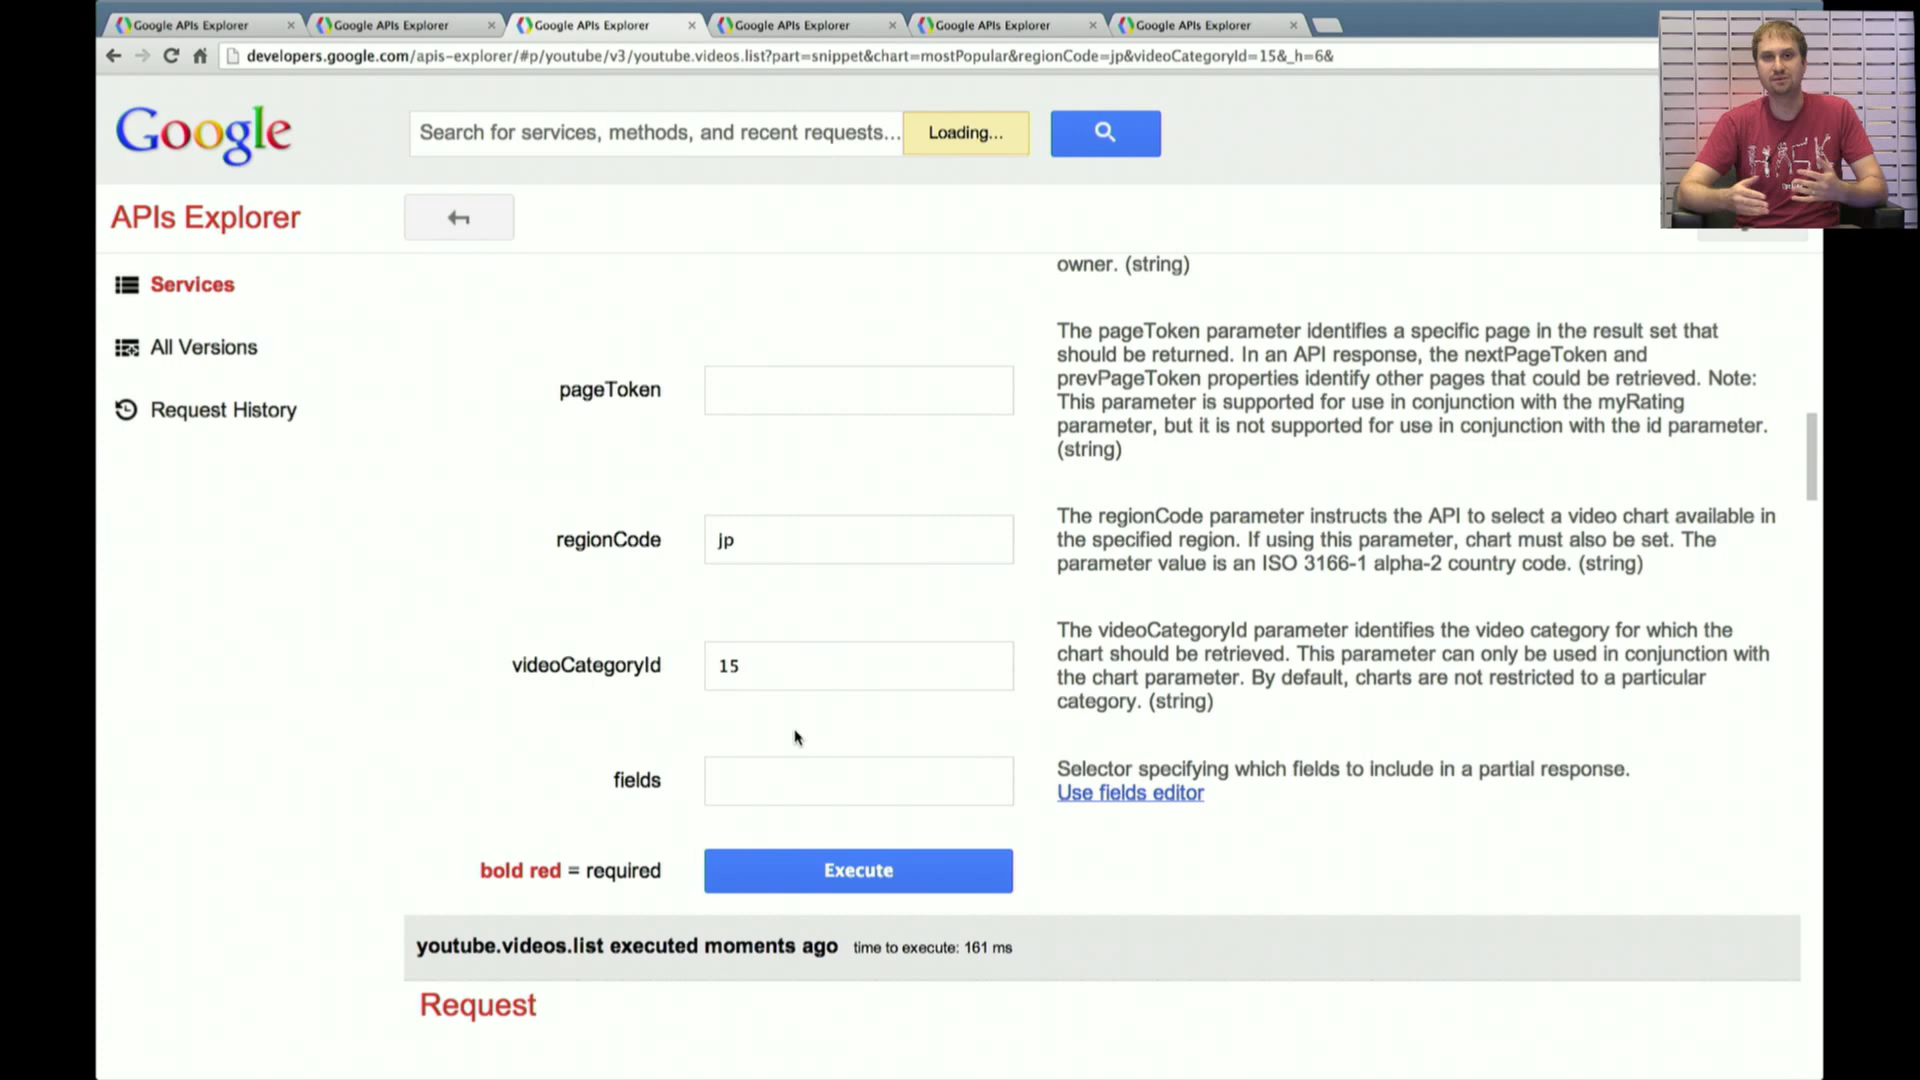 Google APIs Explorer
Google APIs Explorer
Google APIs Explorer
Google APIs Explorer
Google APIs Explorer
Google APIs Explorer
developers.google.com/apis-explorer/#p/youtube/v3/youtube.videos.list?part=snippet&chart=mostPopular&regionCode=jp&videoCategoryId=15&_h=6&
Google
Search for services, methods, and recent requests...
Loading...
APIs Explorer
Services
All Versions
Request History
owner. (string)
pageToken
The pageToken parameter identifies a specific page in the result set that
should be returned. In an API response, the nextPageToken and
prevPageToken properties identify other pages that could be retrieved. Note:
This parameter is supported for use in conjunction with the myRating
parameter, but it is not supported for use in conjunction with the id parameter.
(string)
regionCode
jp
The regionCode parameter instructs the API to select a video chart available in
the specified region. If using this parameter, chart must also be set. The
parameter value is an ISO 3166-1 alpha-2 country code. (string)
videoCategoryId
15
The videoCategoryId parameter identifies the video category for which the
chart should be retrieved. This parameter can only be used in conjunction with
the chart parameter. By default, charts are not restricted to a particular
category. (string)
fields
Selector specifying which fields to include in a partial response.
Use fields editor
bold red = required
Execute
youtube.videos.list executed moments ago time to execute: 161 ms
Request